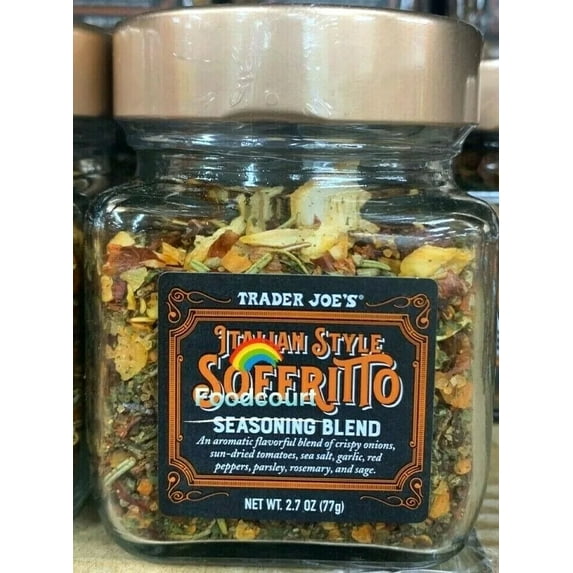 TRADER JOE'S®
ITALIAN STYLE
SOFFRITTO
Foodcourt
SEASONING BLEND
An aromatic flavorful blend of crispy onions,
sun-dried tomatoes, sea salt, garlic, red
peppers, parsley, rosemary, and sage.
NET WT. 2.7 OZ (77g)